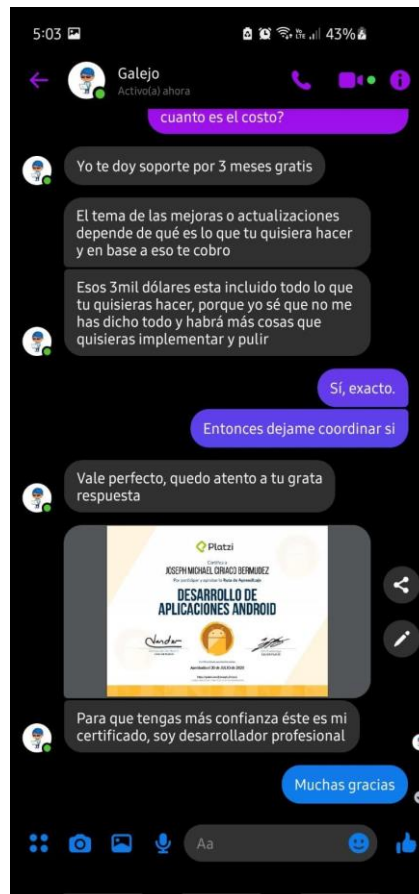 5:03
43%
Galejo
Activo(a) ahora
cuanto es el costo?
Yo te doy soporte por 3 meses gratis
El tema de las mejoras o actualizaciones
depende de qué es lo que tu quisiera hacer
y en base a eso te cobro
Esos 3mil dólares esta incluido todo lo que
tu quisieras hacer, porque yo sé que no me
has dicho todo y habrá más cosas que
quisieras implementar y pulir
Sí, exacto.
Entonces dejame coordinar si
Vale perfecto, quedo atento a tu grata
respuesta
Platzi
JOSEPH MICHAEL CIRIACO BERMUDEZ
DESARROLLO DE
APLICACIONES ANDROID
Para que tengas más confianza éste es mi
certificado, soy desarrollador profesional
Muchas gracias
Aa